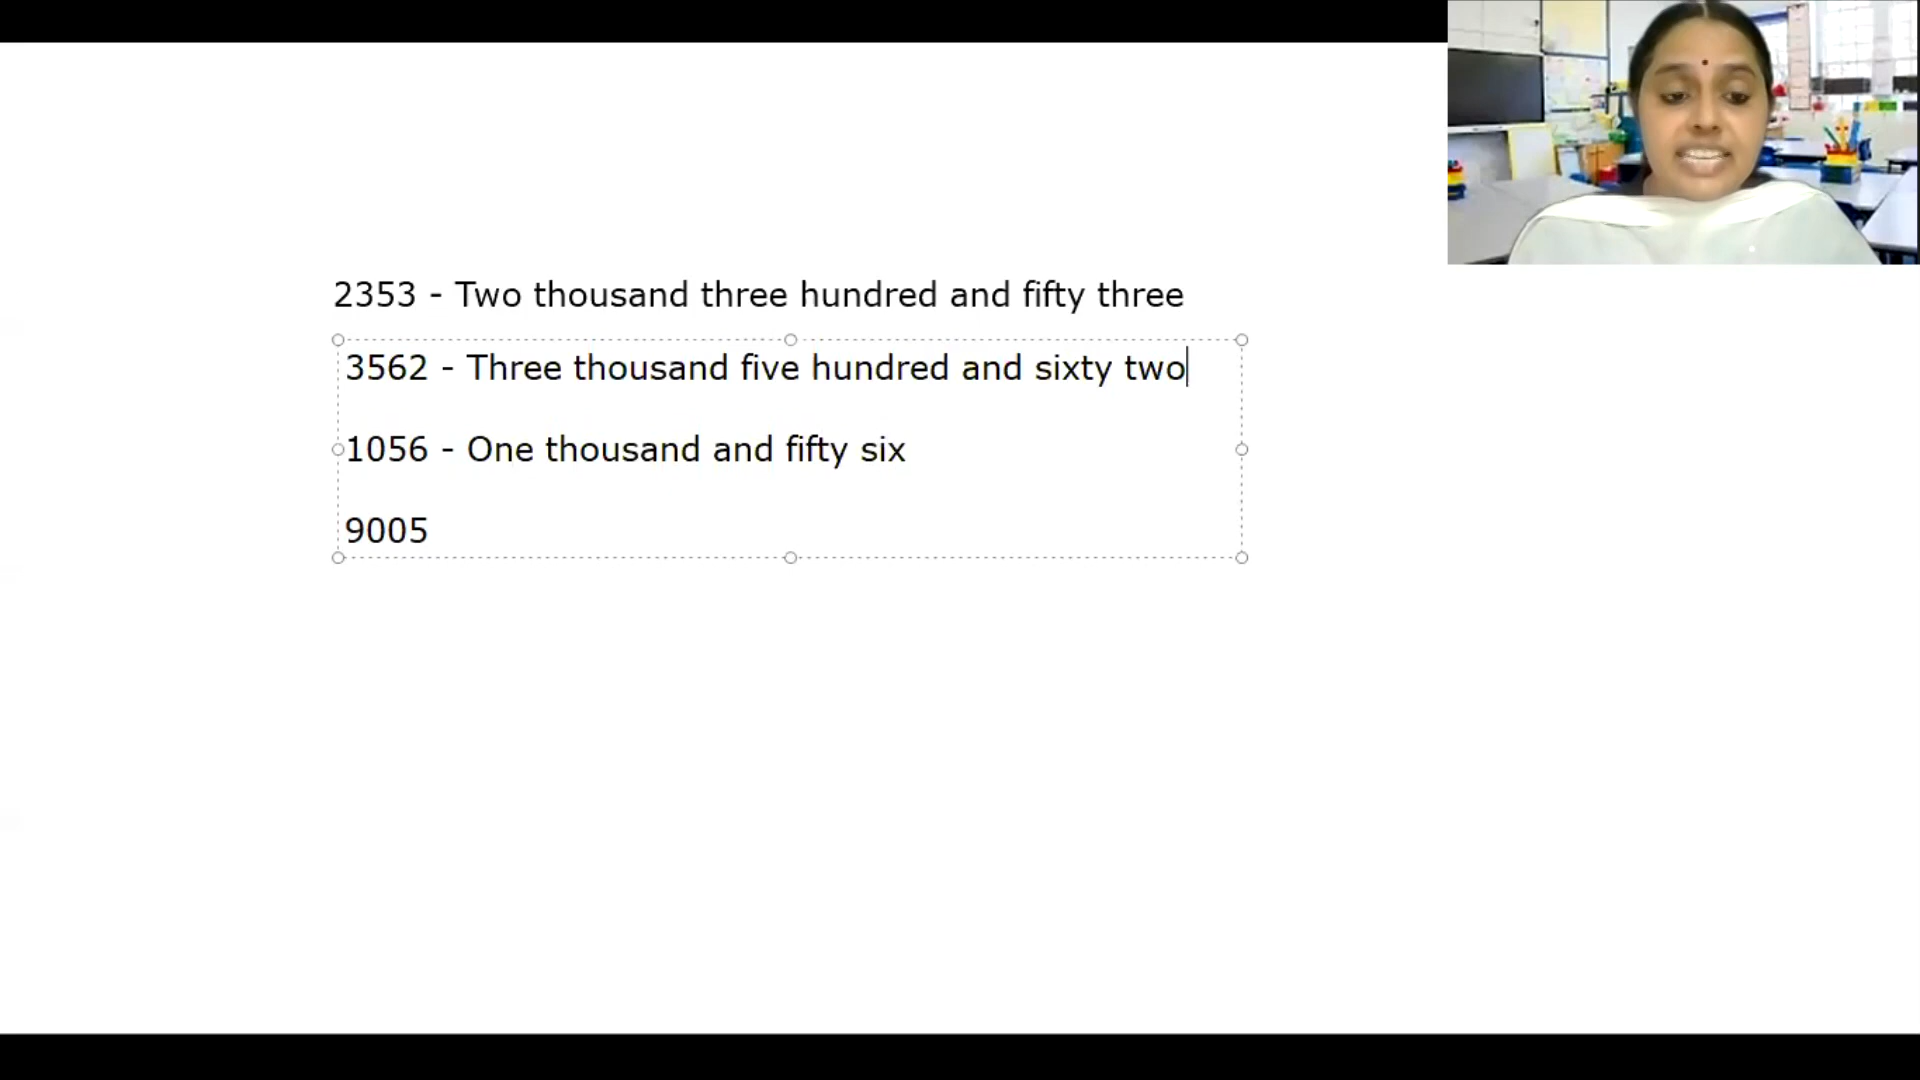 2353 - Two thousand three hundred and fifty three
3562 - Three thousand five hundred and sixty two
1056 - One thousand and fifty six
9005